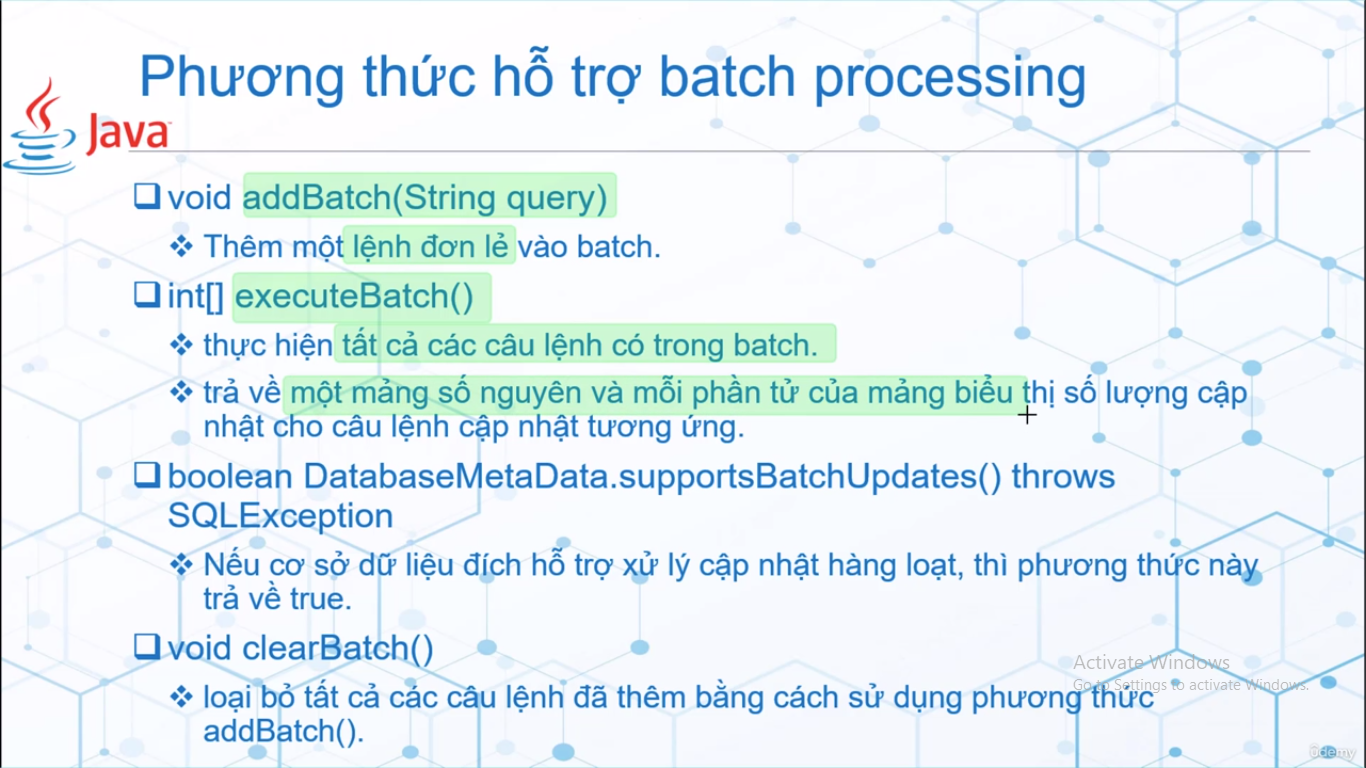 Phương thức hỗ trợ batch processing
Java
void addBatch(String query)
Thêm một lệnh đơn lẻ vào batch.
int[] executeBatch()
thực hiện tất cả các câu lệnh có trong batch.
trả về một mảng số nguyên và mỗi phần tử của mảng biểu thị số lượng cập
nhật cho câu lệnh cập nhật tương ứng.
boolean DatabaseMetaData.supportsBatchUpdates() throws
SQLException
Nếu cơ sở dữ liệu đích hỗ trợ xử lý cập nhật hàng loạt, thì phương thức này
trả về true.
void clearBatch()
loại bỏ tất cả các câu lệnh đã thêm bằng cách sử dụng phương thức
addBatch().
Activate Windows
Go to Settings to activate Windows.
ûdemy